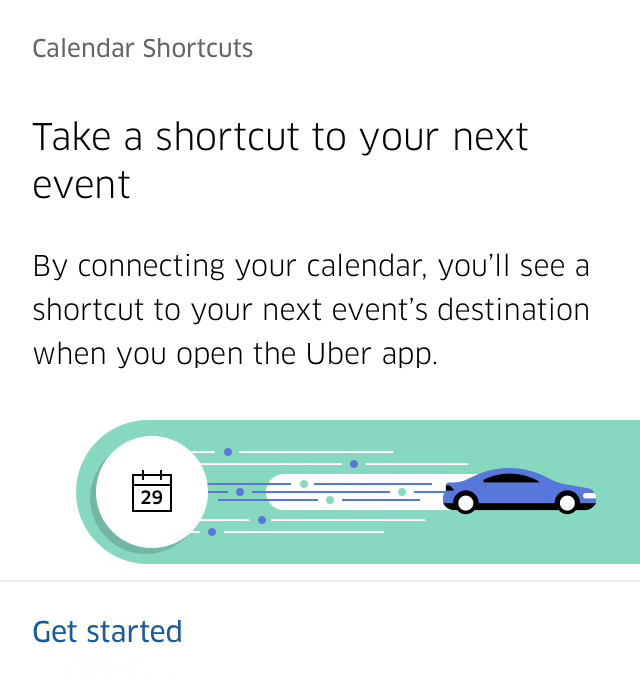 Calendar Shortcuts
Take a shortcut to your next
event
By connecting your calendar, you’ll see a
shortcut to your next event’s destination
when you open the Uber app.
29
Get started